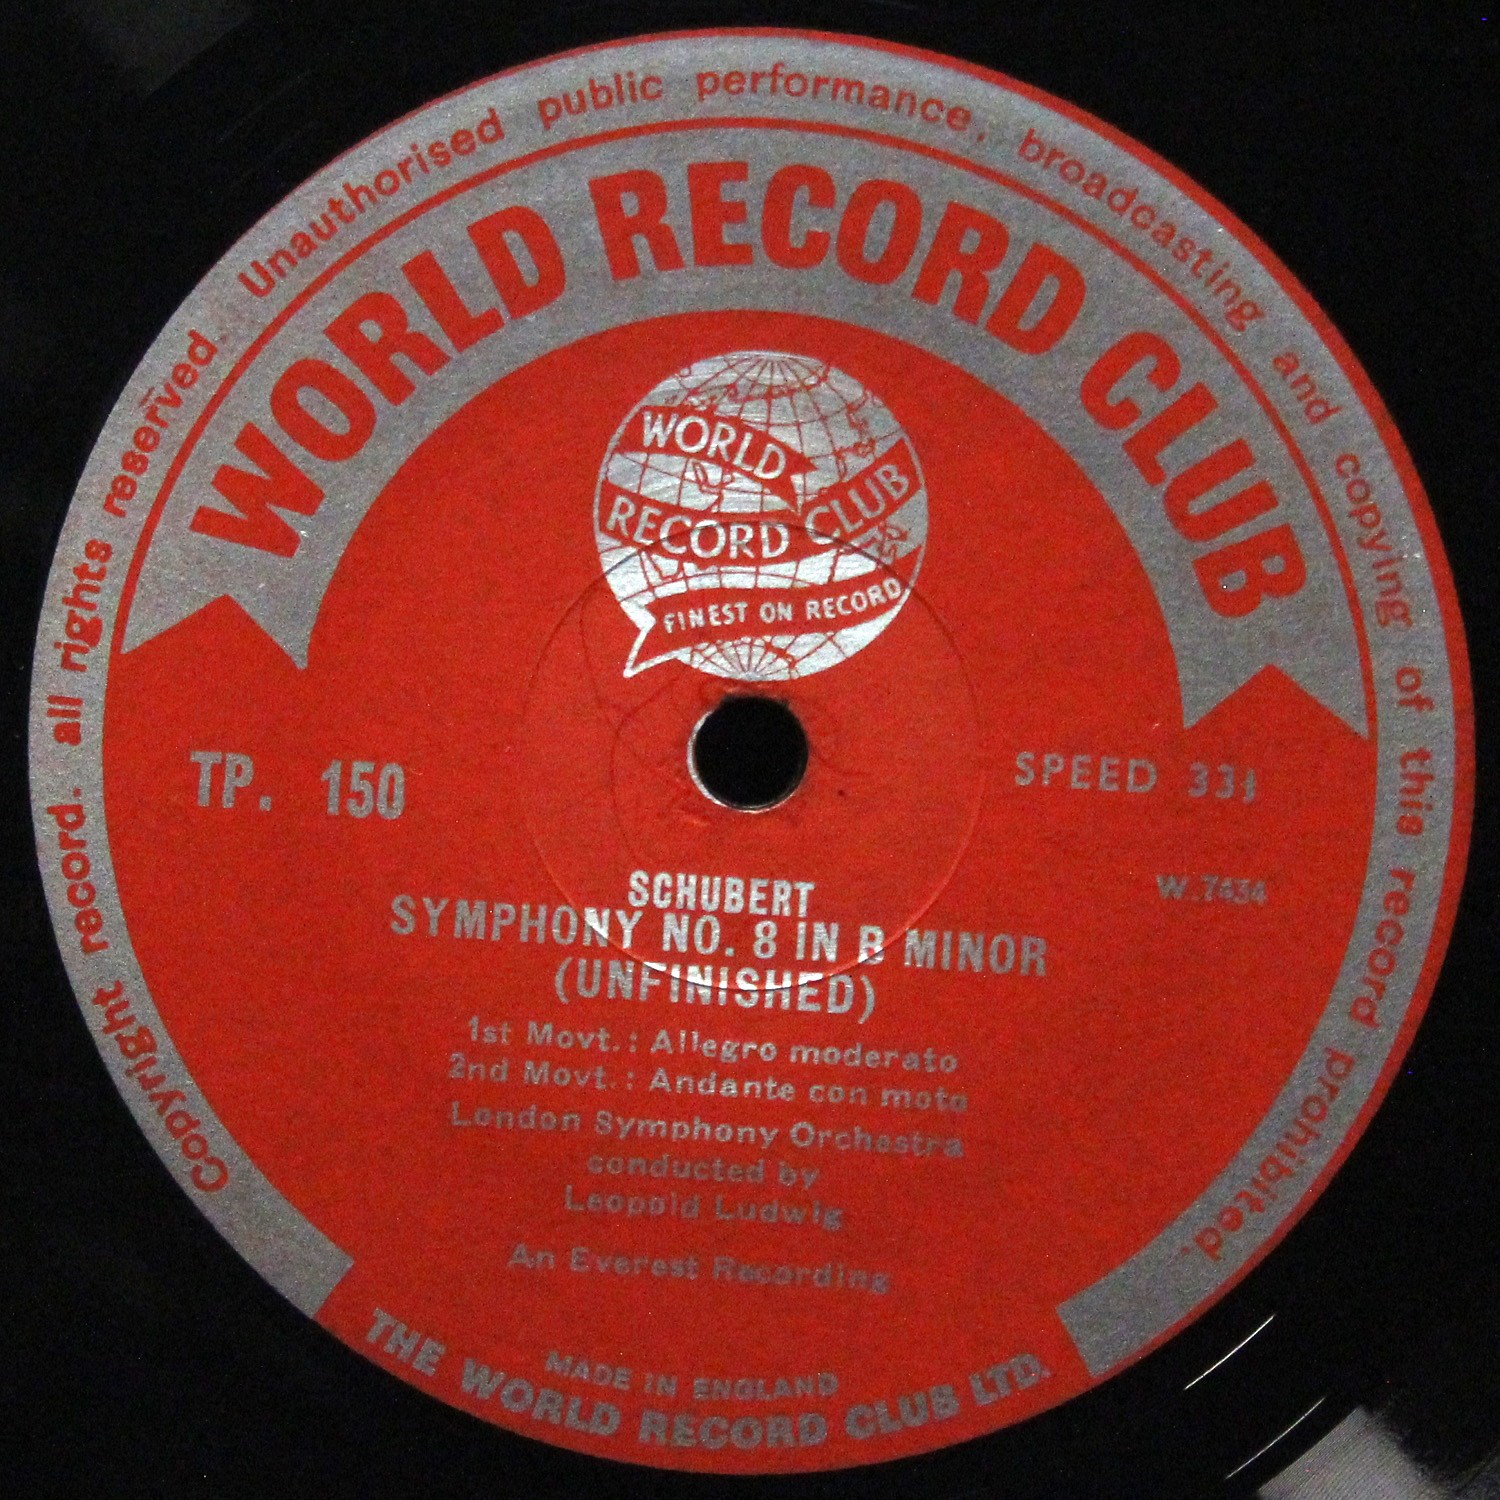 Copyright record. all rights reserved. Unauthorised public performance, broadcasting and copying of this record prohibited.
WORLD RECORD CLUB
WORLD
RECORD CLUB
FINEST ON RECORD
TP. 150
SPEED 33⅓
W.7434
SCHUBERT
SYMPHONY NO. 8 IN B MINOR
(UNFINISHED)
1st Movt.: Allegro moderato
2nd Movt.: Andante con moto
London Symphony Orchestra
conducted by
Leopold Ludwig
An Everest Recording
MADE IN ENGLAND
THE WORLD RECORD CLUB LTD.